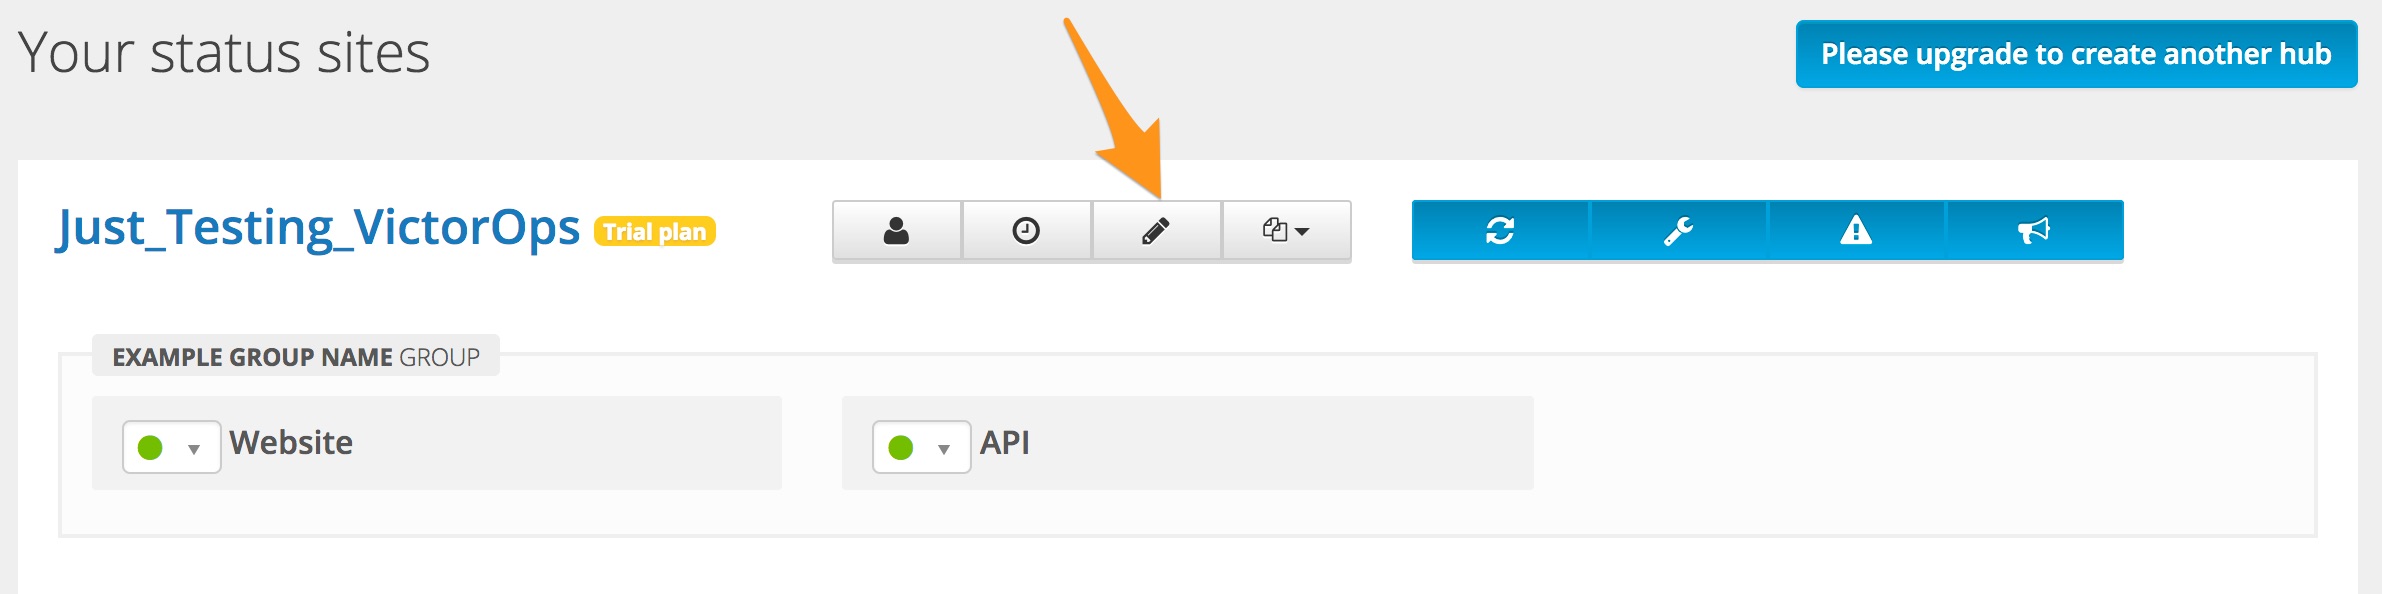 Your status sites
Please upgrade to create another hub
Just_Testing_VictorOps Trial plan
EXAMPLE GROUP NAME GROUP
Website
API